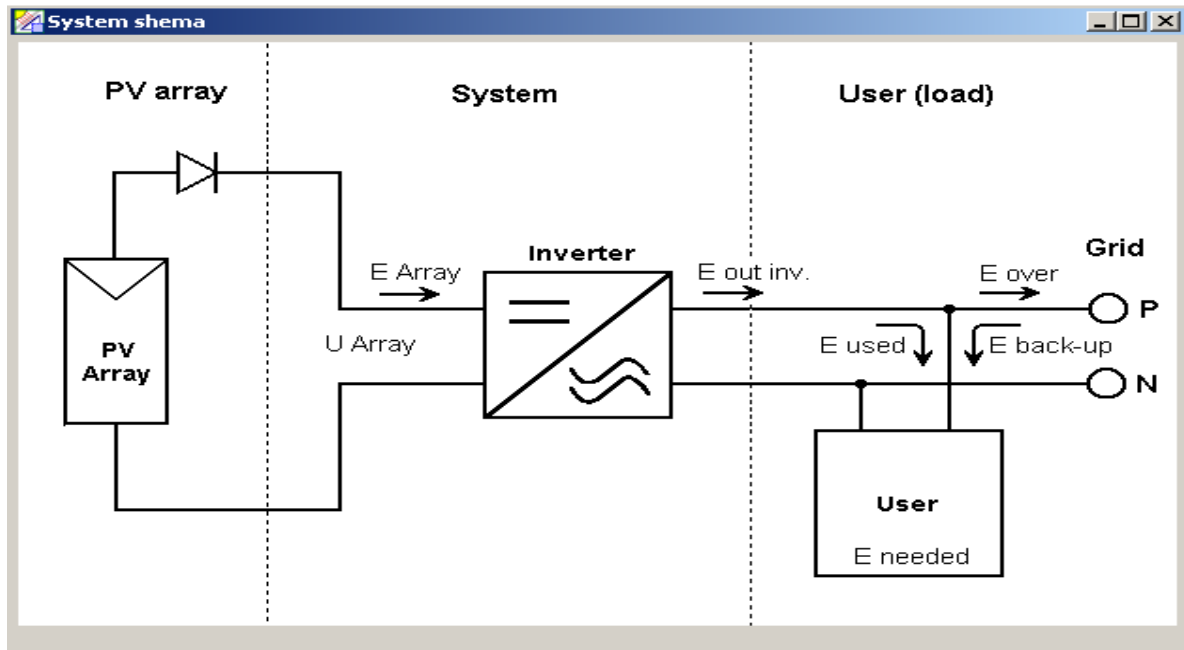 System shema
PV array
System
User (load)
Inverter
Grid
E Array
E out inv.
E over
P
U Array
E used
E back-up
PV
Array
N
User
E needed